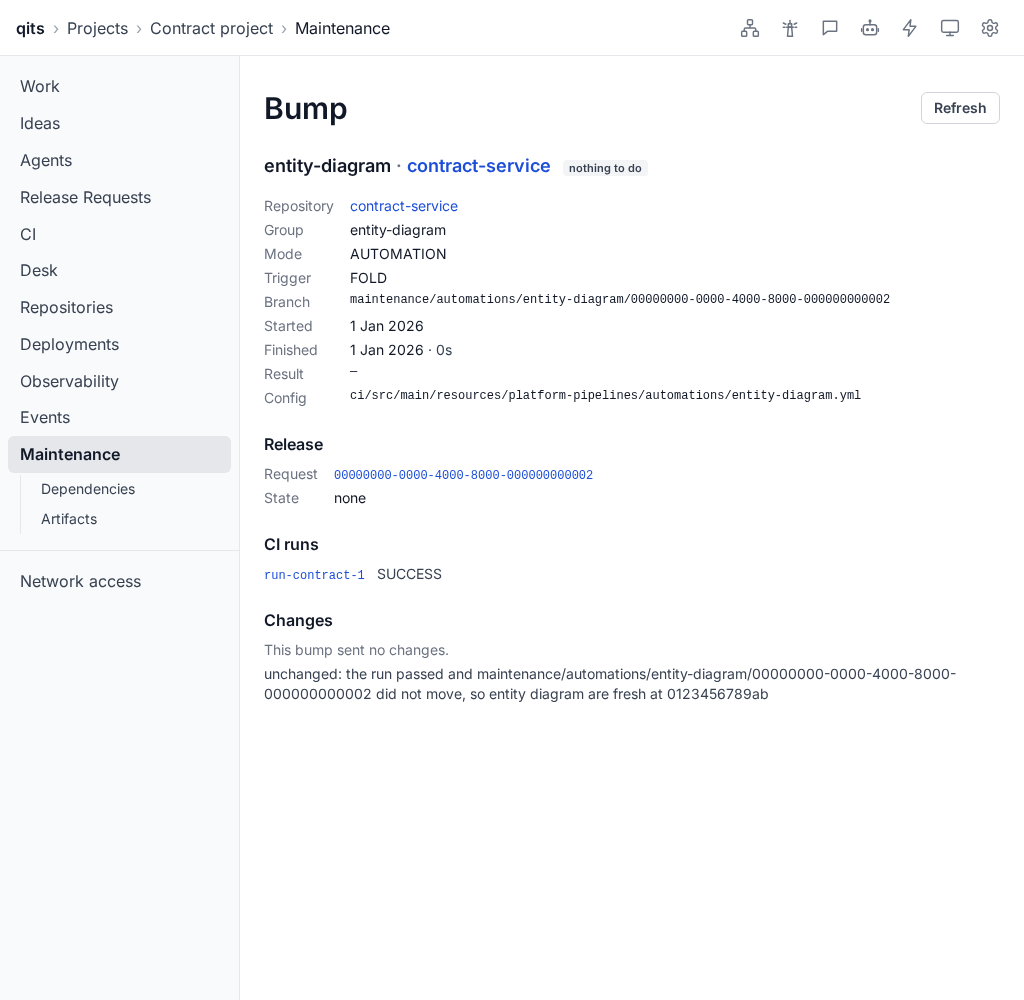 qits › Projects › Contract project › Maintenance
Work
Ideas
Agents
Release Requests
CI
Desk
Repositories
Deployments
Observability
Events
Maintenance
Dependencies
Artifacts
Network access
Bump
Refresh
entity-diagram · contract-service nothing to do
Repository contract-service
Group entity-diagram
Mode AUTOMATION
Trigger FOLD
Branch maintenance/automations/entity-diagram/00000000-0000-4000-8000-000000000002
Started 1 Jan 2026
Finished 1 Jan 2026 · 0s
Result –
Config ci/src/main/resources/platform-pipelines/automations/entity-diagram.yml
Release
Request 00000000-0000-4000-8000-000000000002
State none
CI runs
run-contract-1 SUCCESS
Changes
This bump sent no changes.
unchanged: the run passed and maintenance/automations/entity-diagram/00000000-0000-4000-8000-
000000000002 did not move, so entity diagram are fresh at 0123456789ab